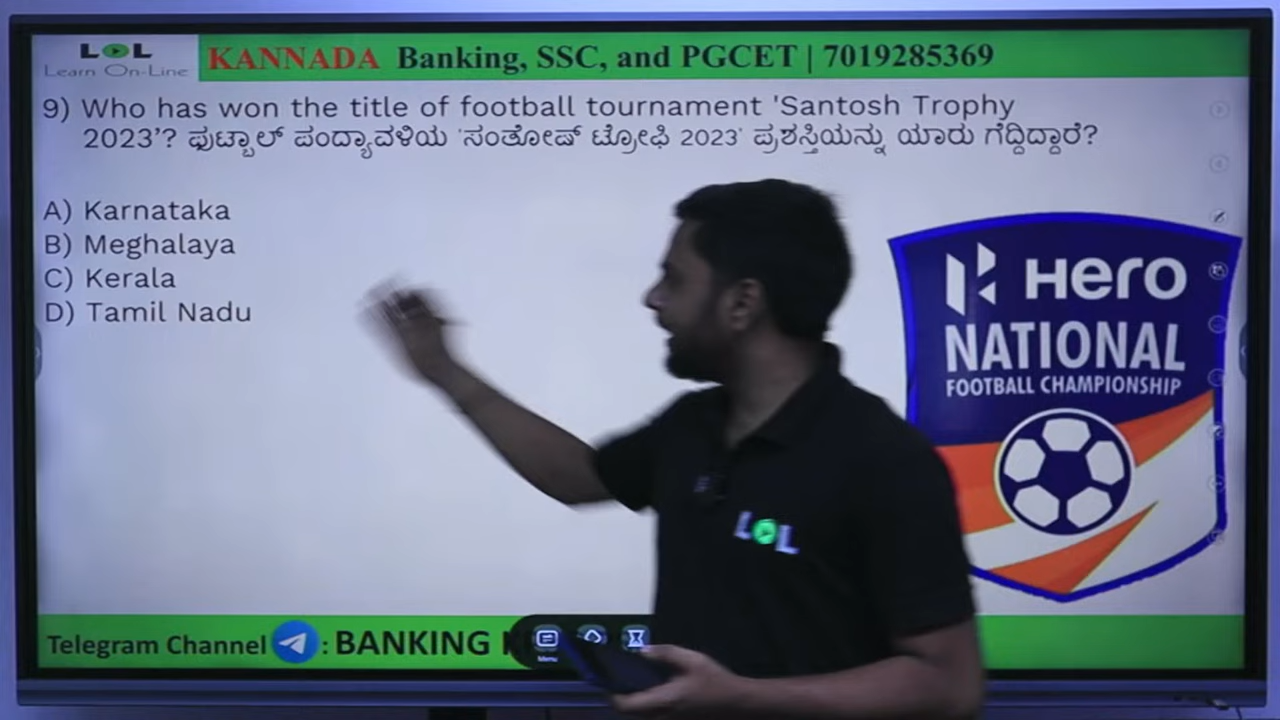 LOL
Learn On-Line
KANNADA Banking, SSC, and PGCET | 7019285369
9) Who has won the title of football tournament 'Santosh Trophy
2023'? ಫುಟ್ಬಾಲ್ ಪಂದ್ಯಾವಳಿಯ 'ಸಂತೋಷ್ ಟ್ರೋಫಿ 2023' ಪ್ರಶಸ್ತಿಯನ್ನು ಯಾರು ಗೆದ್ದಿದ್ದಾರೆ?
A) Karnataka
B) Meghalaya
C) Kerala
D) Tamil Nadu
Hero
NATIONAL
FOOTBALL CHAMPIONSHIP
LOL
Telegram Channel : BANKING
Menu